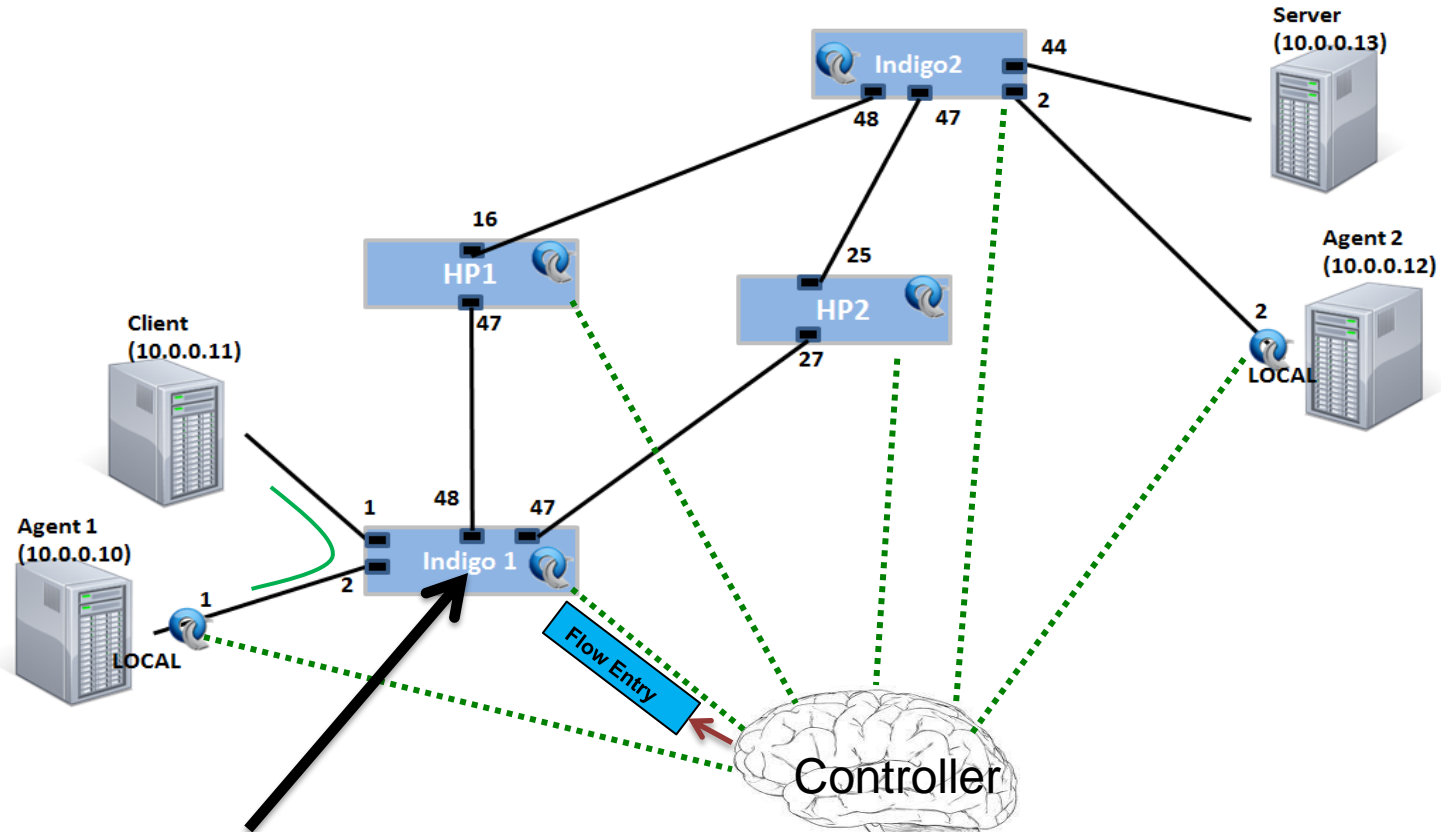 Server
(10.0.0.13)
44
Indigo2
48
47
2
16
HP1
47
25
HP2
27
Agent 2
(10.0.0.12)
2
LOCAL
Client
(10.0.0.11)
1
48
47
Agent 1
(10.0.0.10)
Indigo 1
2
1
LOCAL
Flow Entry
Controller